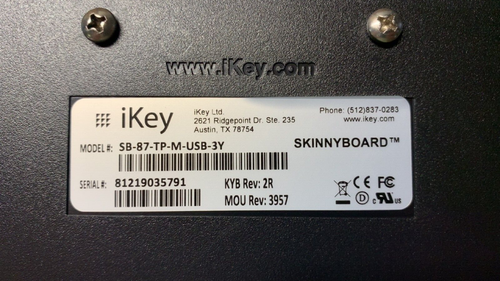 www.iKey.com
iKey
iKey Ltd.
2621 Ridgepoint Dr. Ste. 235
Austin, TX 78754
Phone: (512)837-0283
www.ikey.com
MODEL#: SB-87-TP-M-USB-3Y
SKINNYBOARD™
SERIAL#: 81219035791
KYB Rev: 2R
MOU Rev: 3957
CE FC
D c UL us